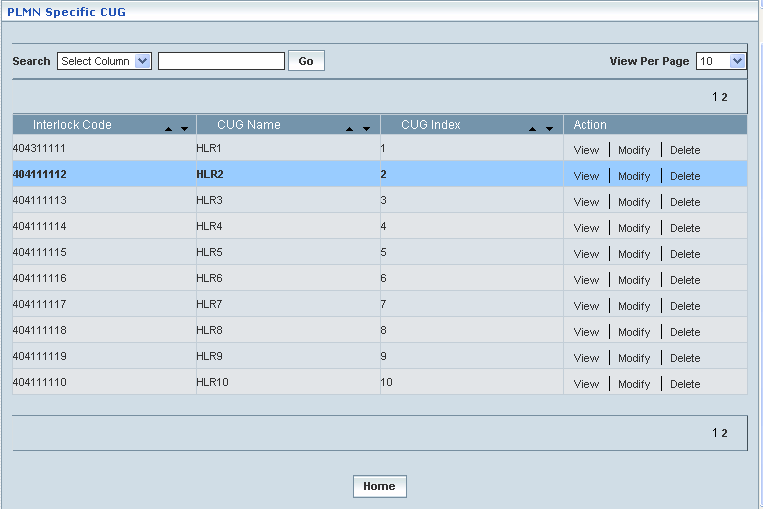 PLMN Specific CUG
Search Select Column Go View Per Page 10
1 2
Interlock Code CUG Name CUG Index Action
404311111 HLR1 1 View Modify Delete
404111112 HLR2 2 View Modify Delete
404111113 HLR3 3 View Modify Delete
404111114 HLR4 4 View Modify Delete
404111115 HLR5 5 View Modify Delete
404111116 HLR6 6 View Modify Delete
404111117 HLR7 7 View Modify Delete
404111118 HLR8 8 View Modify Delete
404111119 HLR9 9 View Modify Delete
404111110 HLR10 10 View Modify Delete
1 2
Home